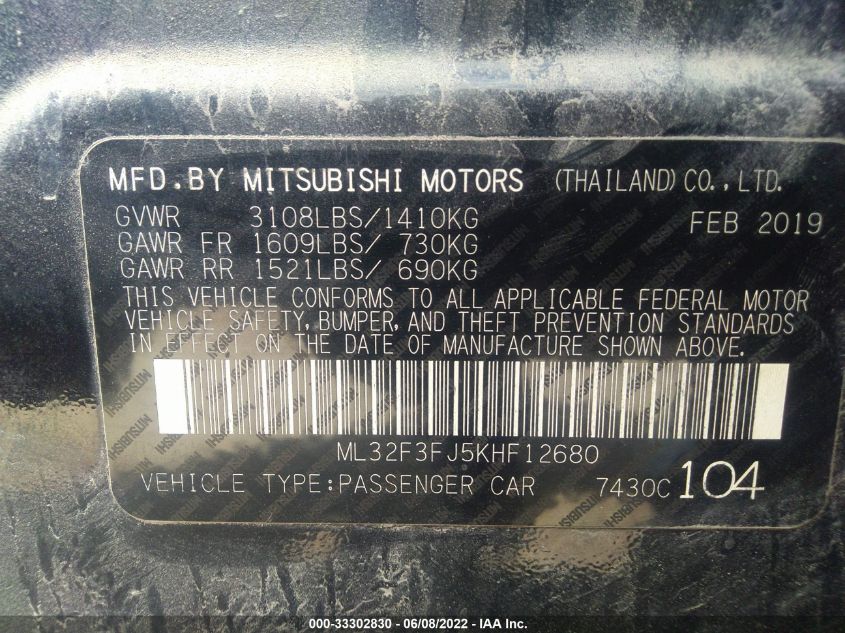 MFD.BY MITSUBISHI MOTORS (THAILAND) CO., LTD.
GVWR 3108LBS/1410KG FEB 2019
GAWR FR 1609LBS/ 730KG
GAWR RR 1521LBS/ 690KG
THIS VEHICLE CONFORMS TO ALL APPLICABLE FEDERAL MOTOR
VEHICLE SAFETY, BUMPER, AND THEFT PREVENTION STANDARDS
IN EFFECT ON THE DATE OF MANUFACTURE SHOWN ABOVE.
ML32F3FJ5KHF12680
VEHICLE TYPE:PASSENGER CAR 7430C 104
000-33302830 - 06/08/2022 - IAA Inc.